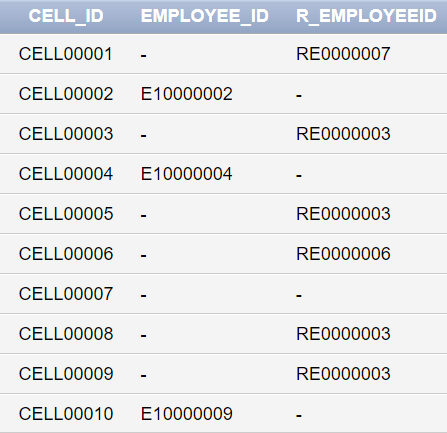 CELL_ID EMPLOYEE_ID R_EMPLOYEEID
CELL00001 - RE0000007
CELL00002 E10000002 -
CELL00003 - RE0000003
CELL00004 E10000004 -
CELL00005 - RE0000003
CELL00006 - RE0000006
CELL00007 - -
CELL00008 - RE0000003
CELL00009 - RE0000003
CELL00010 E10000009 -